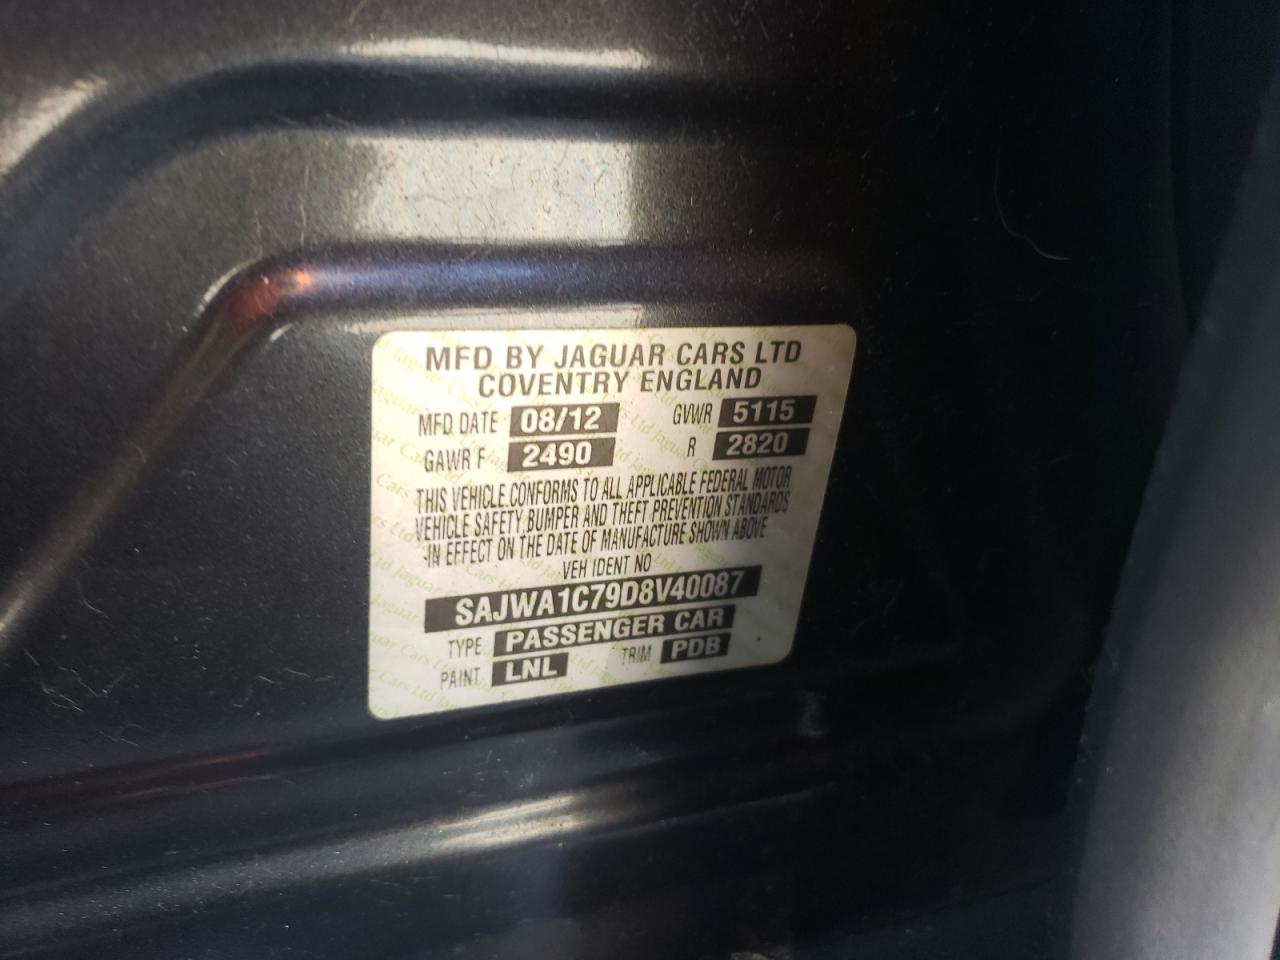 MFD BY JAGUAR CARS LTD
COVENTRY ENGLAND
MFD DATE 08/12 GVWR 5115
GAWR F 2490 R 2820
THIS VEHICLE CONFORMS TO ALL APPLICABLE FEDERAL MOTOR
VEHICLE SAFETY, BUMPER AND THEFT PREVENTION STANDARDS
IN EFFECT ON THE DATE OF MANUFACTURE SHOWN ABOVE
VEH IDENT NO
SAJWA1C79D8V40087
TYPE PASSENGER CAR
PAINT LNL TRIM PDB